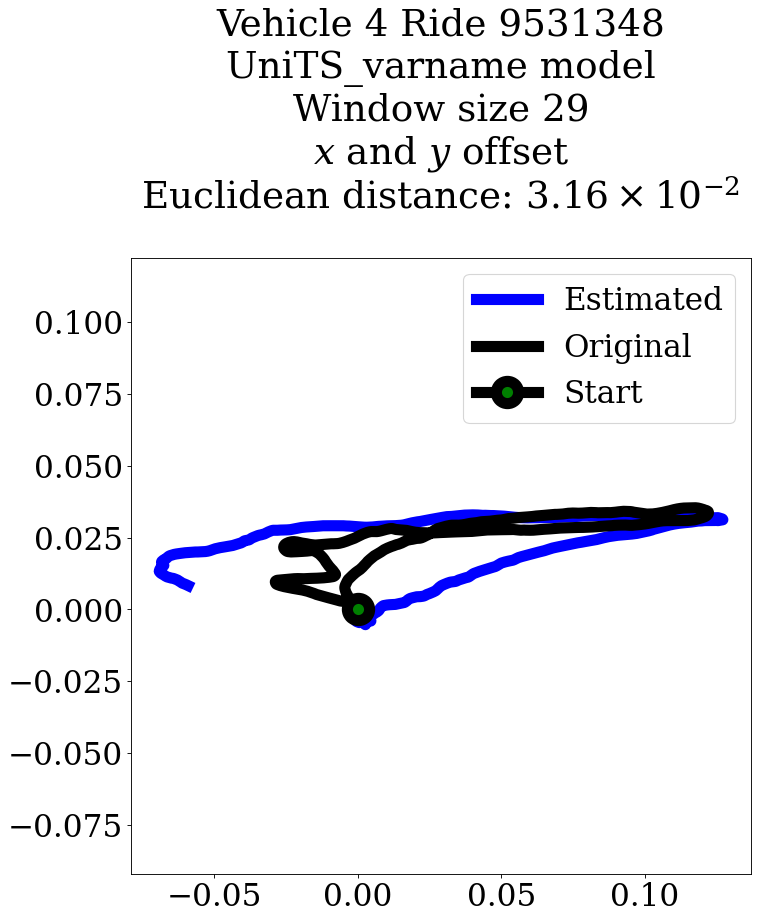 Vehicle 4 Ride 9531348
UniTS_varname model
Window size 29
x and y offset
Euclidean distance: 3.16 × 10⁻²
Estimated
Original
Start
0.100
0.075
0.050
0.025
0.000
−0.025
−0.050
−0.075
−0.05 0.00 0.05 0.10